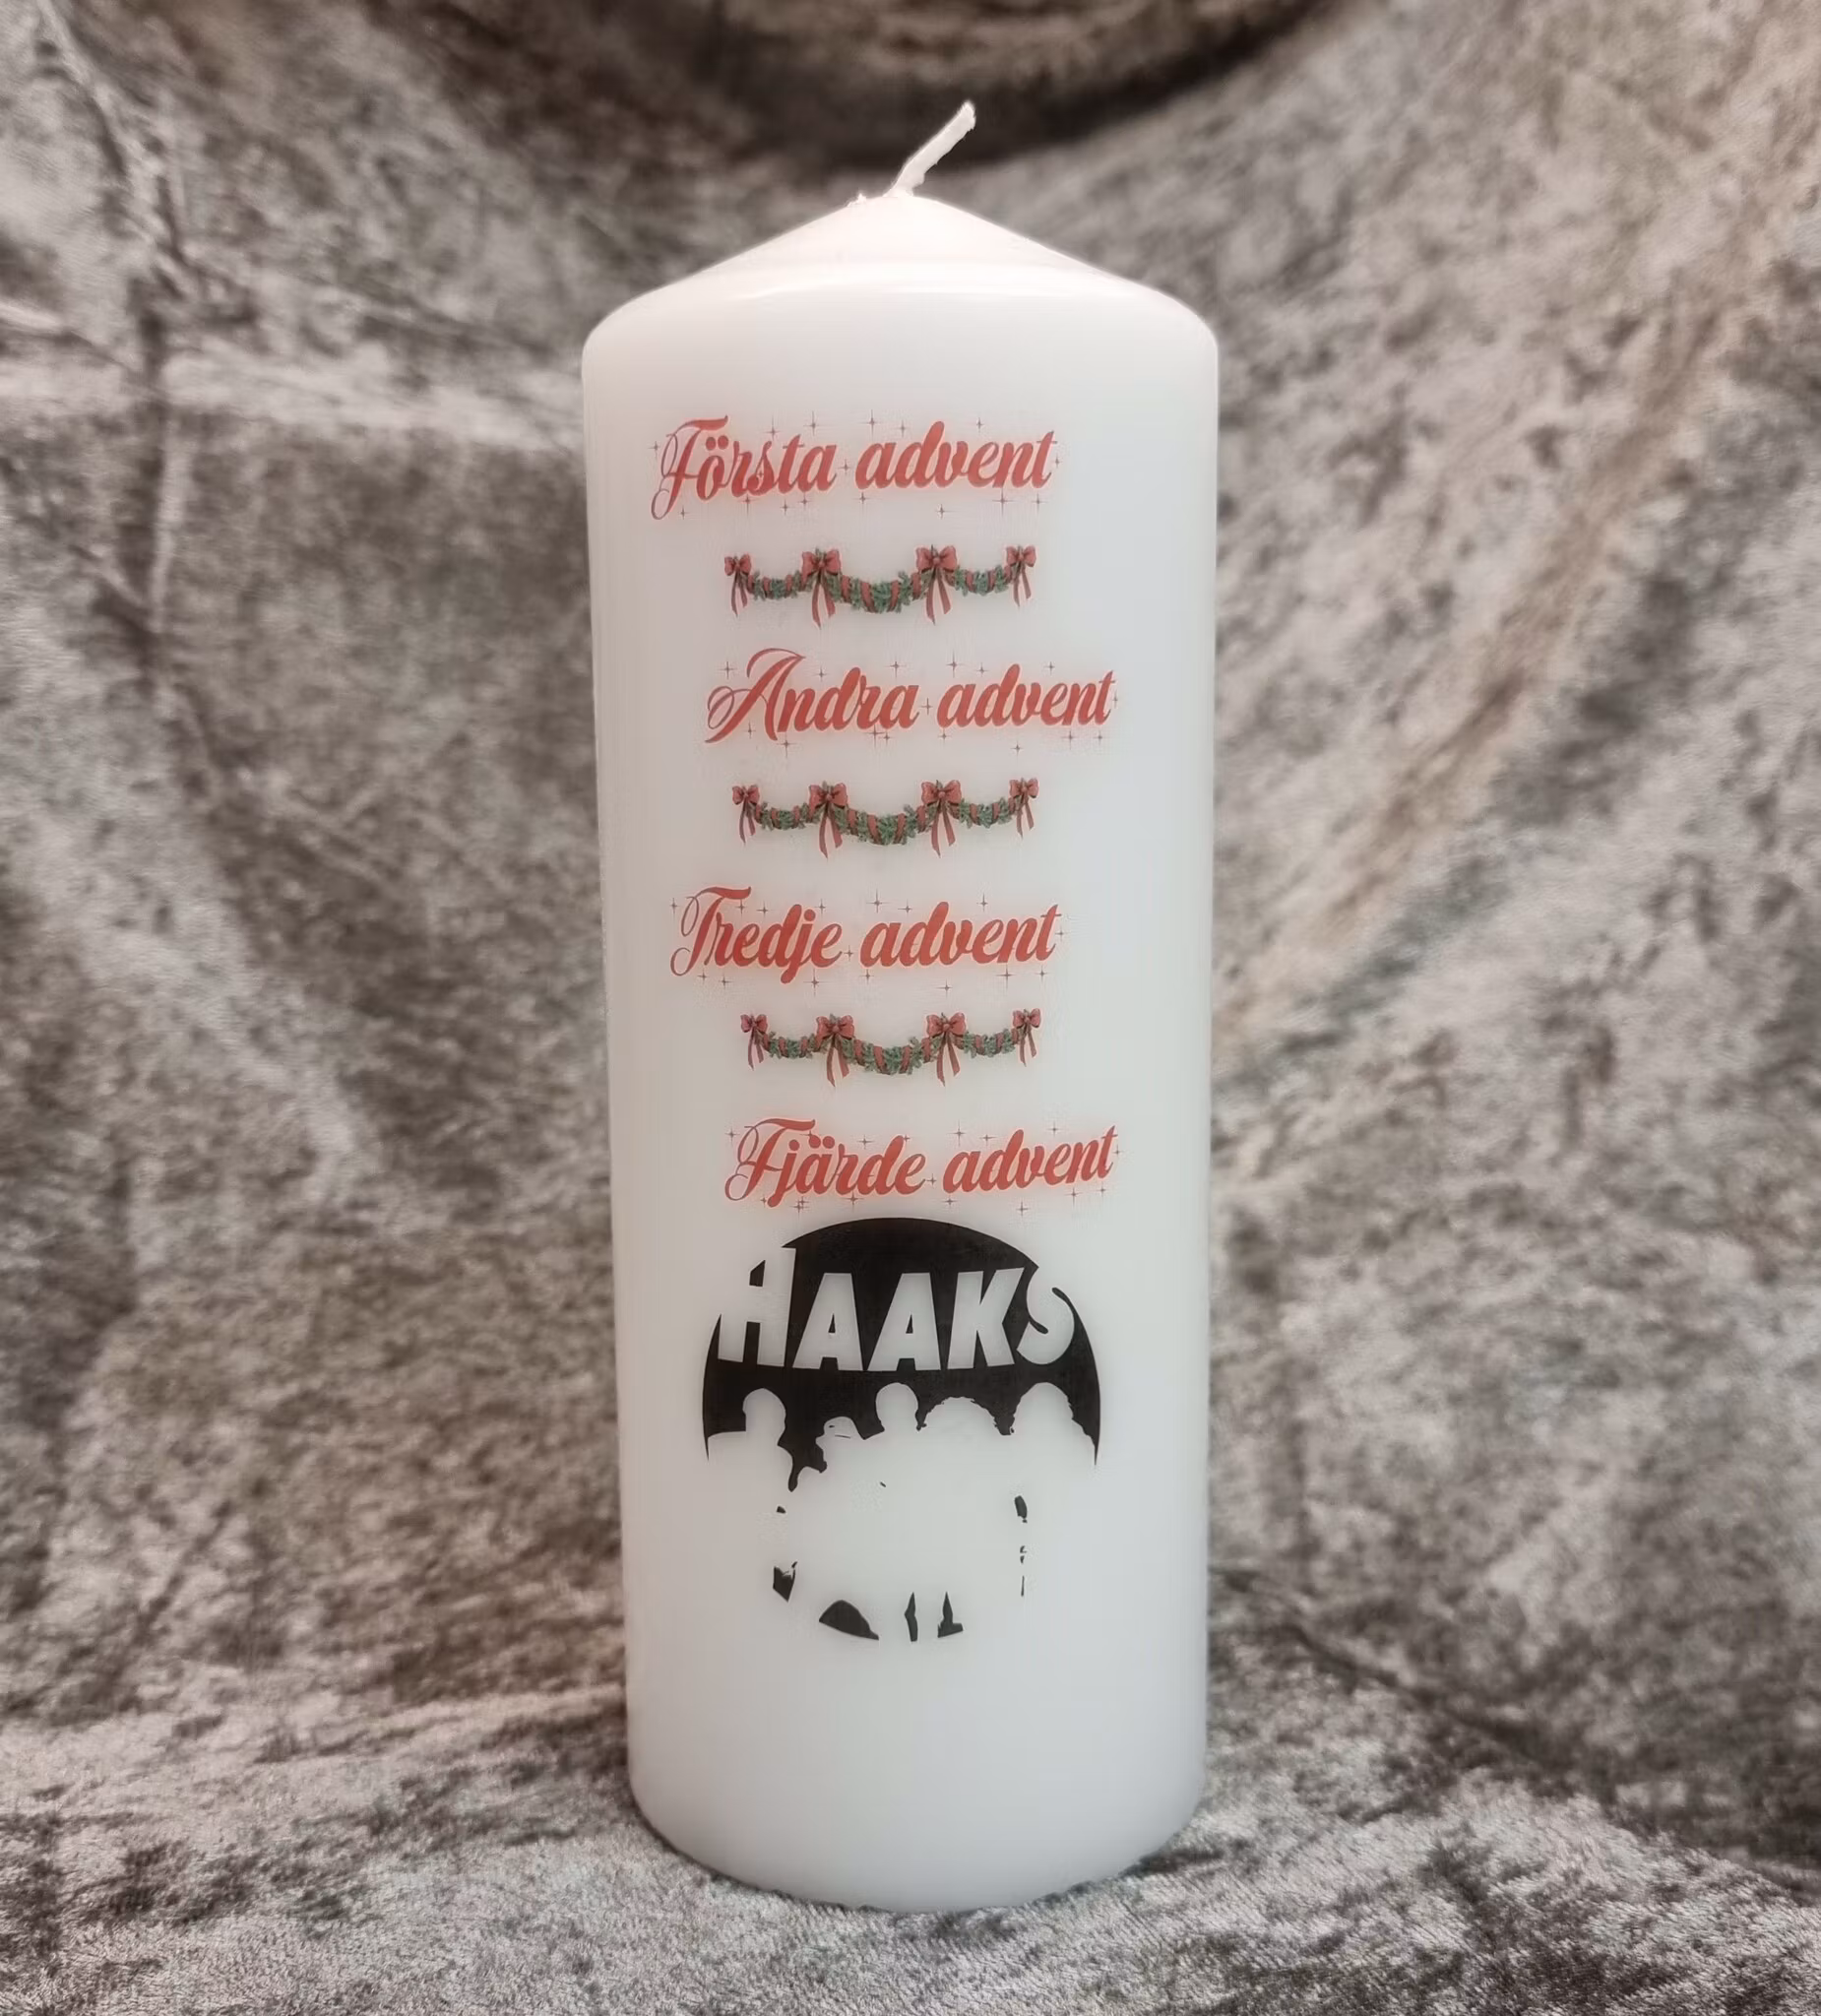 Första advent
Andra advent
Tredje advent
Fjärde advent
HAAKS